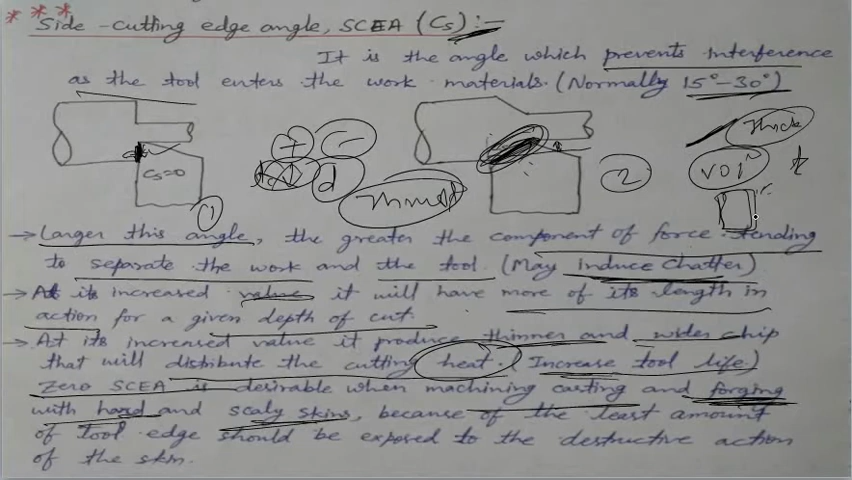 * * *
Side-cutting edge angle, SCEA (Cs) :-
It is the angle which prevents interference
as the tool enters the work materials. (Normally 15°-30°)
Cs=0
1
+
-
d
Thinnest
2
Thick
Vol^m
t
→ Larger this angle, the greater the component of force tending
to separate the work and the tool (May induce Chatter)
→ At its increased value it will have more of its length in
action for a given depth of cut.
→ At its increased value it produce thinner and wider chip
that will distribute the cutting heat. (Increase tool life.)
Zero SCEA is desirable when machining casting and forging
with hard and scaly skins, because of the least amount
of tool edge should be exposed to the destructive action
of the skin.